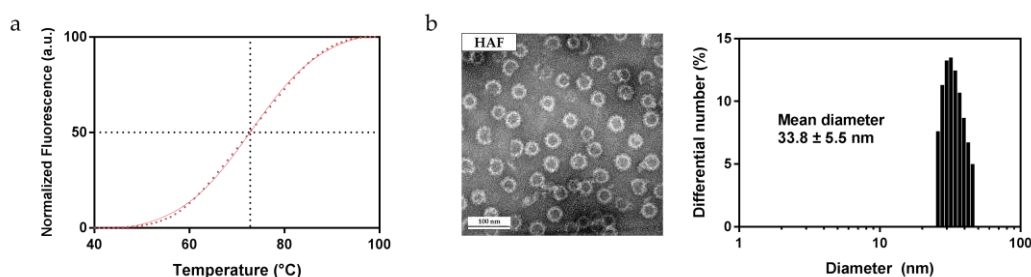 a
Normalized Fluorescence (a.u.)
100
50
0
40
60
80
100
Temperature (°C)
b
HAF
100 nm
Differential number (%)
15
10
5
0
Mean diameter
33.8 ± 5.5 nm
1
10
100
Diameter (nm)